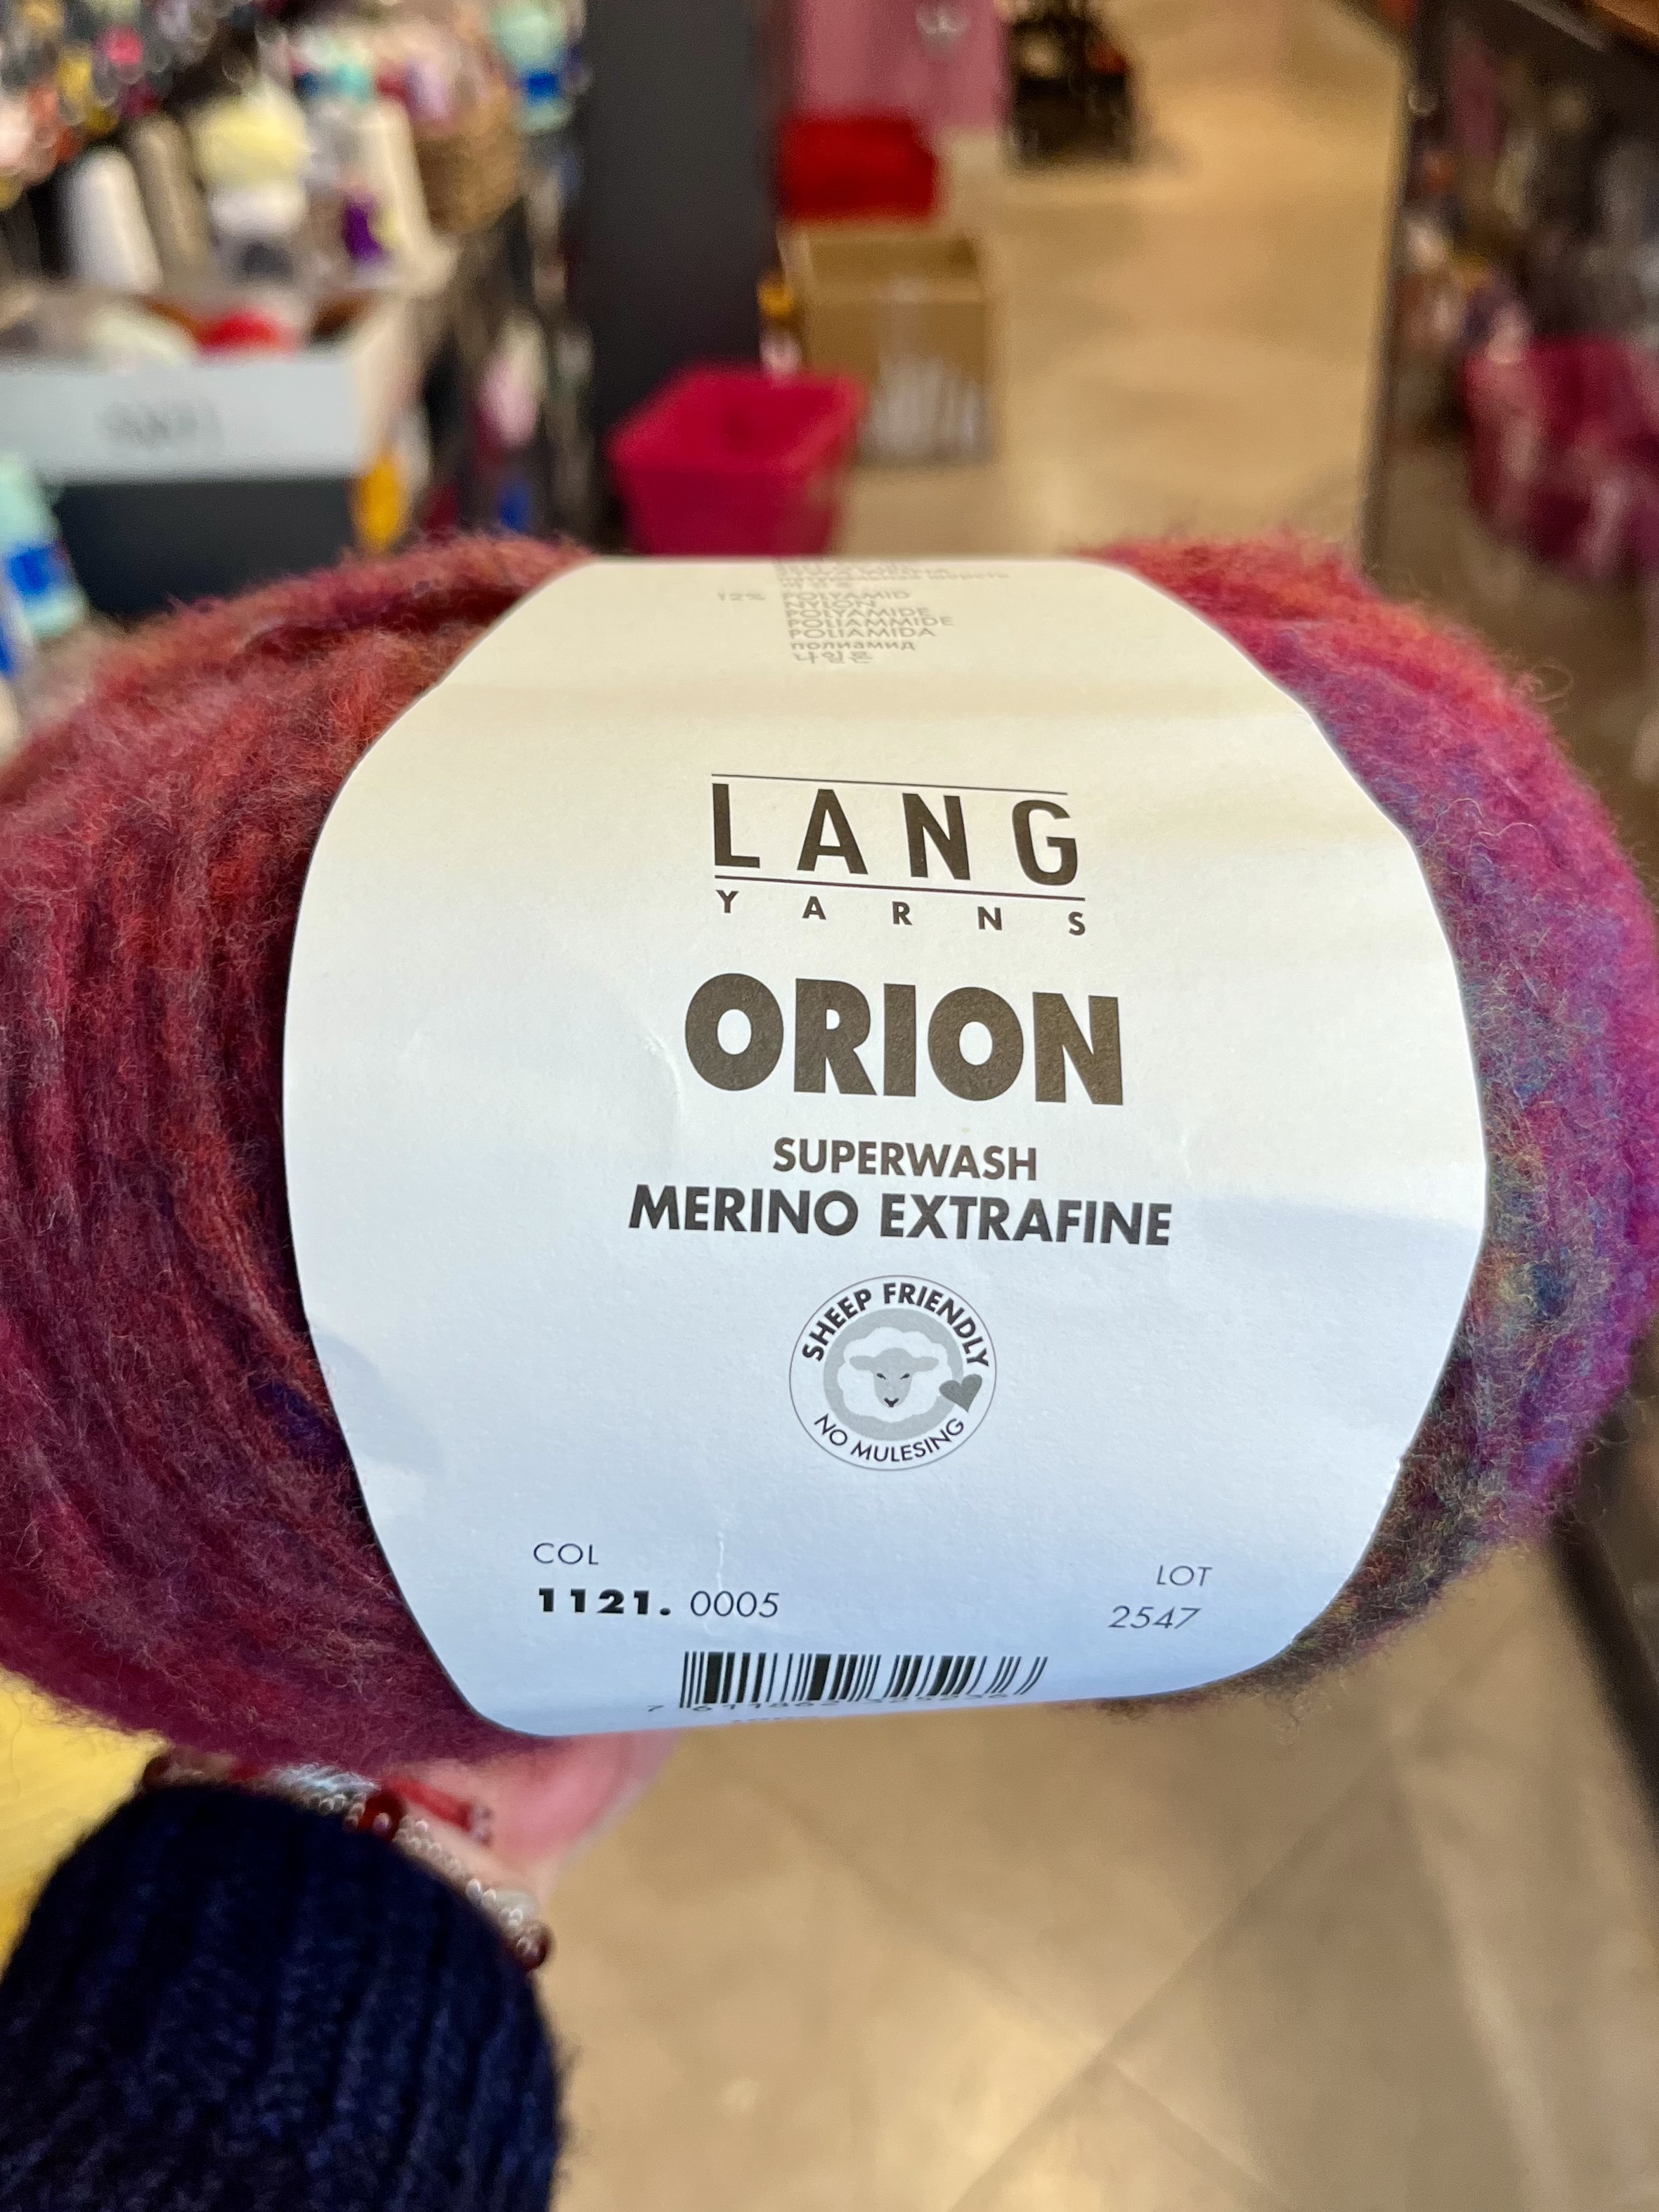 12% POLYAMID
NYLON
POLYAMIDE
POLIAMMIDE
POLIAMIDA
полиамид
나일론
LANG
YARNS
ORION
SUPERWASH
MERINO EXTRAFINE
SHEEP FRIENDLY
NO MULESING
COL
1121. 0005
LOT
2547